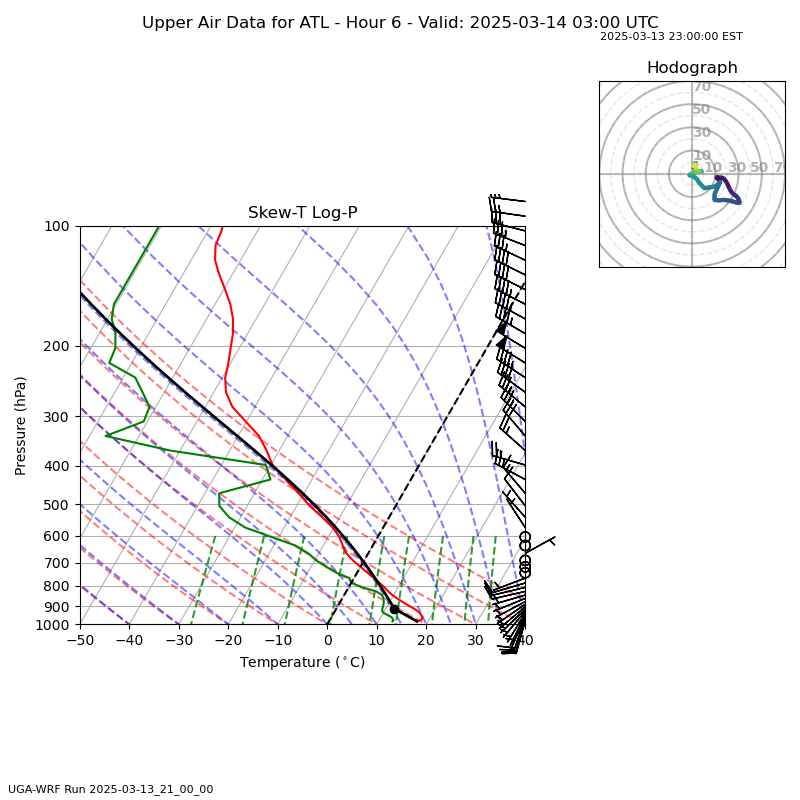 Upper Air Data for ATL - Hour 6 - Valid: 2025-03-14 03:00 UTC
2025-03-13 23:00:00 EST
Hodograph
70
50
30
10
10 30 50 70
Skew-T Log-P
100
200
300
400
500
600
700
800
900
1000
Pressure (hPa)
−50 −40 −30 −20 −10 0 10 20 30 40
Temperature (°C)
UGA-WRF Run 2025-03-13_21_00_00